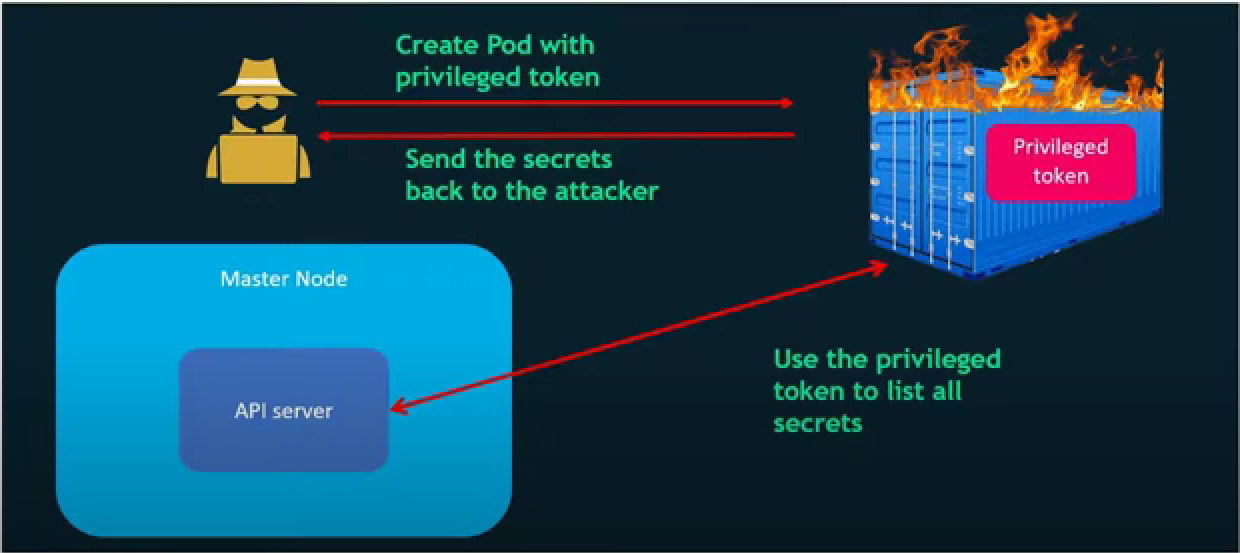 Create Pod with
privileged token
Send the secrets
back to the attacker
Privileged
token
Master Node
API server
Use the privileged
token to list all
secrets